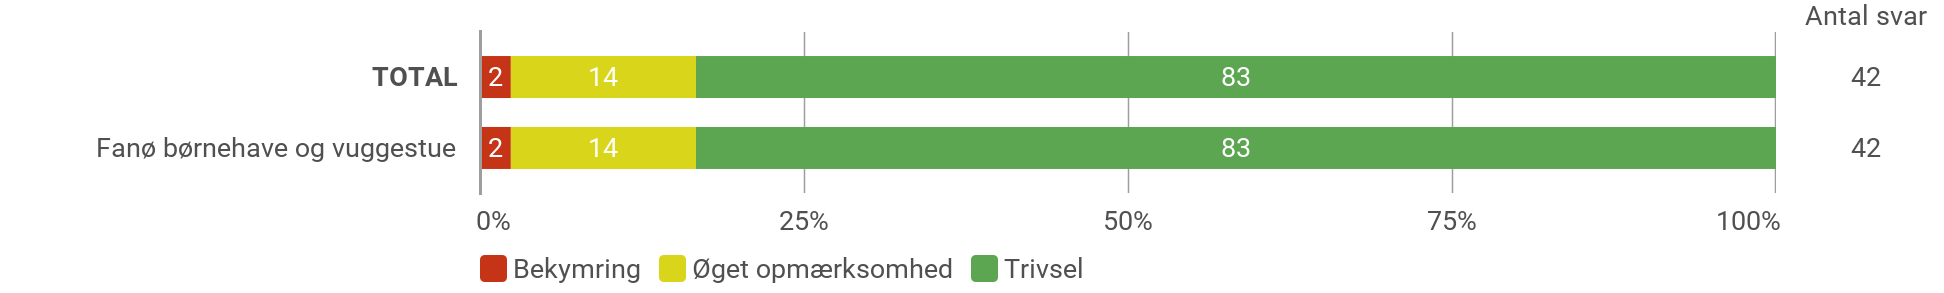 Antal svar
TOTAL 2 14 83 42
Fanø børnehave og vuggestue 2 14 83 42
0% 25% 50% 75% 100%
Bekymring Øget opmærksomhed Trivsel